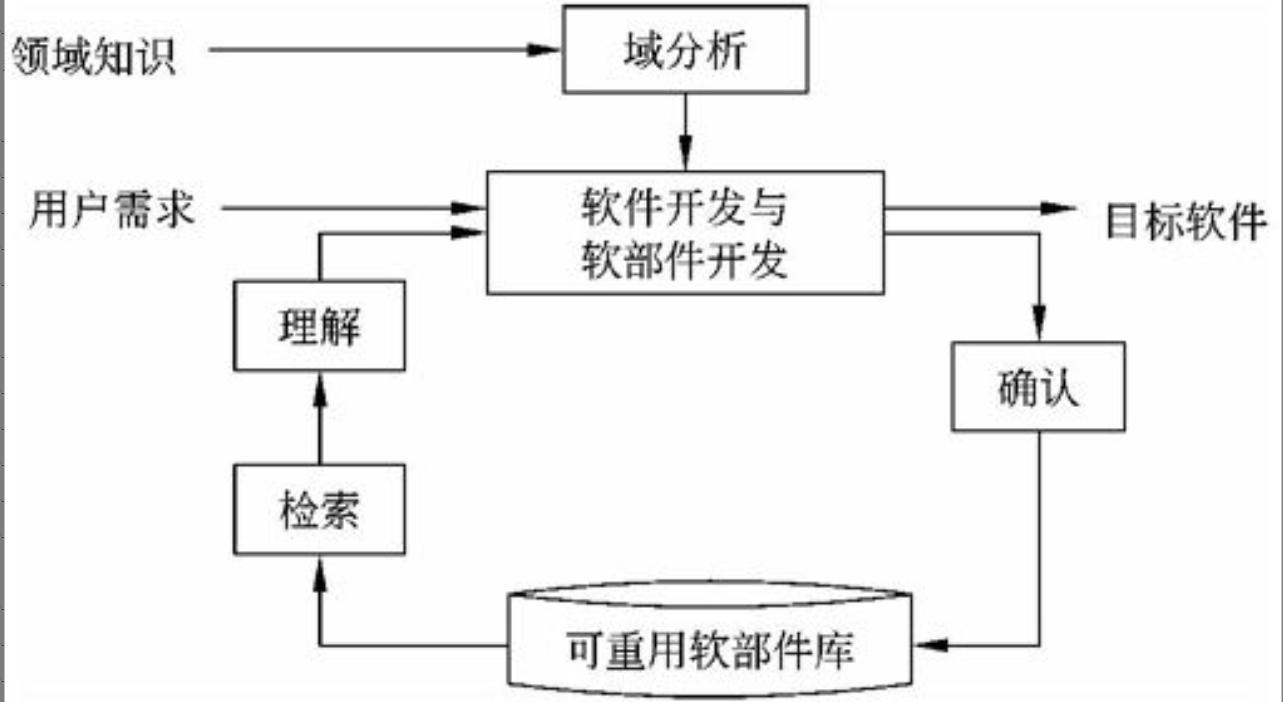 领域知识
域分析
用户需求
软件开发与
软部件开发
目标软件
理解
确认
检索
可重用软部件库